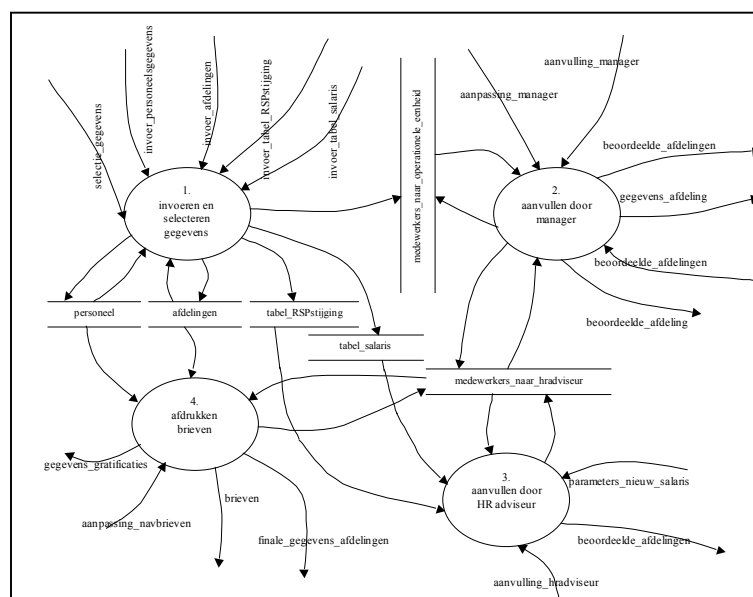 selectie_gegevens
invoer_personeelsgegevens
invoer_afdelingen
invoer_tabel_RSPstijging
invoer_tabel_salaris
medewerkers_naar_operationele_eenheid
aanpassing_manager
aanvulling_manager
1.
invoeren en
selecteren
gegevens
2.
aanvullen door
manager
beoordeelde_afdelingen
gegevens_afdeling
beoordeelde_afdelingen
beoordeelde_afdeling
personeel
afdelingen
tabel_RSPstijging
tabel_salaris
medewerkers_naar_hradviseur
4.
afdrukken
brieven
gegevens_gratificaties
aanpassing_navbrieven
brieven
finale_gegevens_afdelingen
3.
aanvullen door
HR adviseur
parameters_nieuw_salaris
beoordeelde_afdelingen
aanvulling_hradviseur